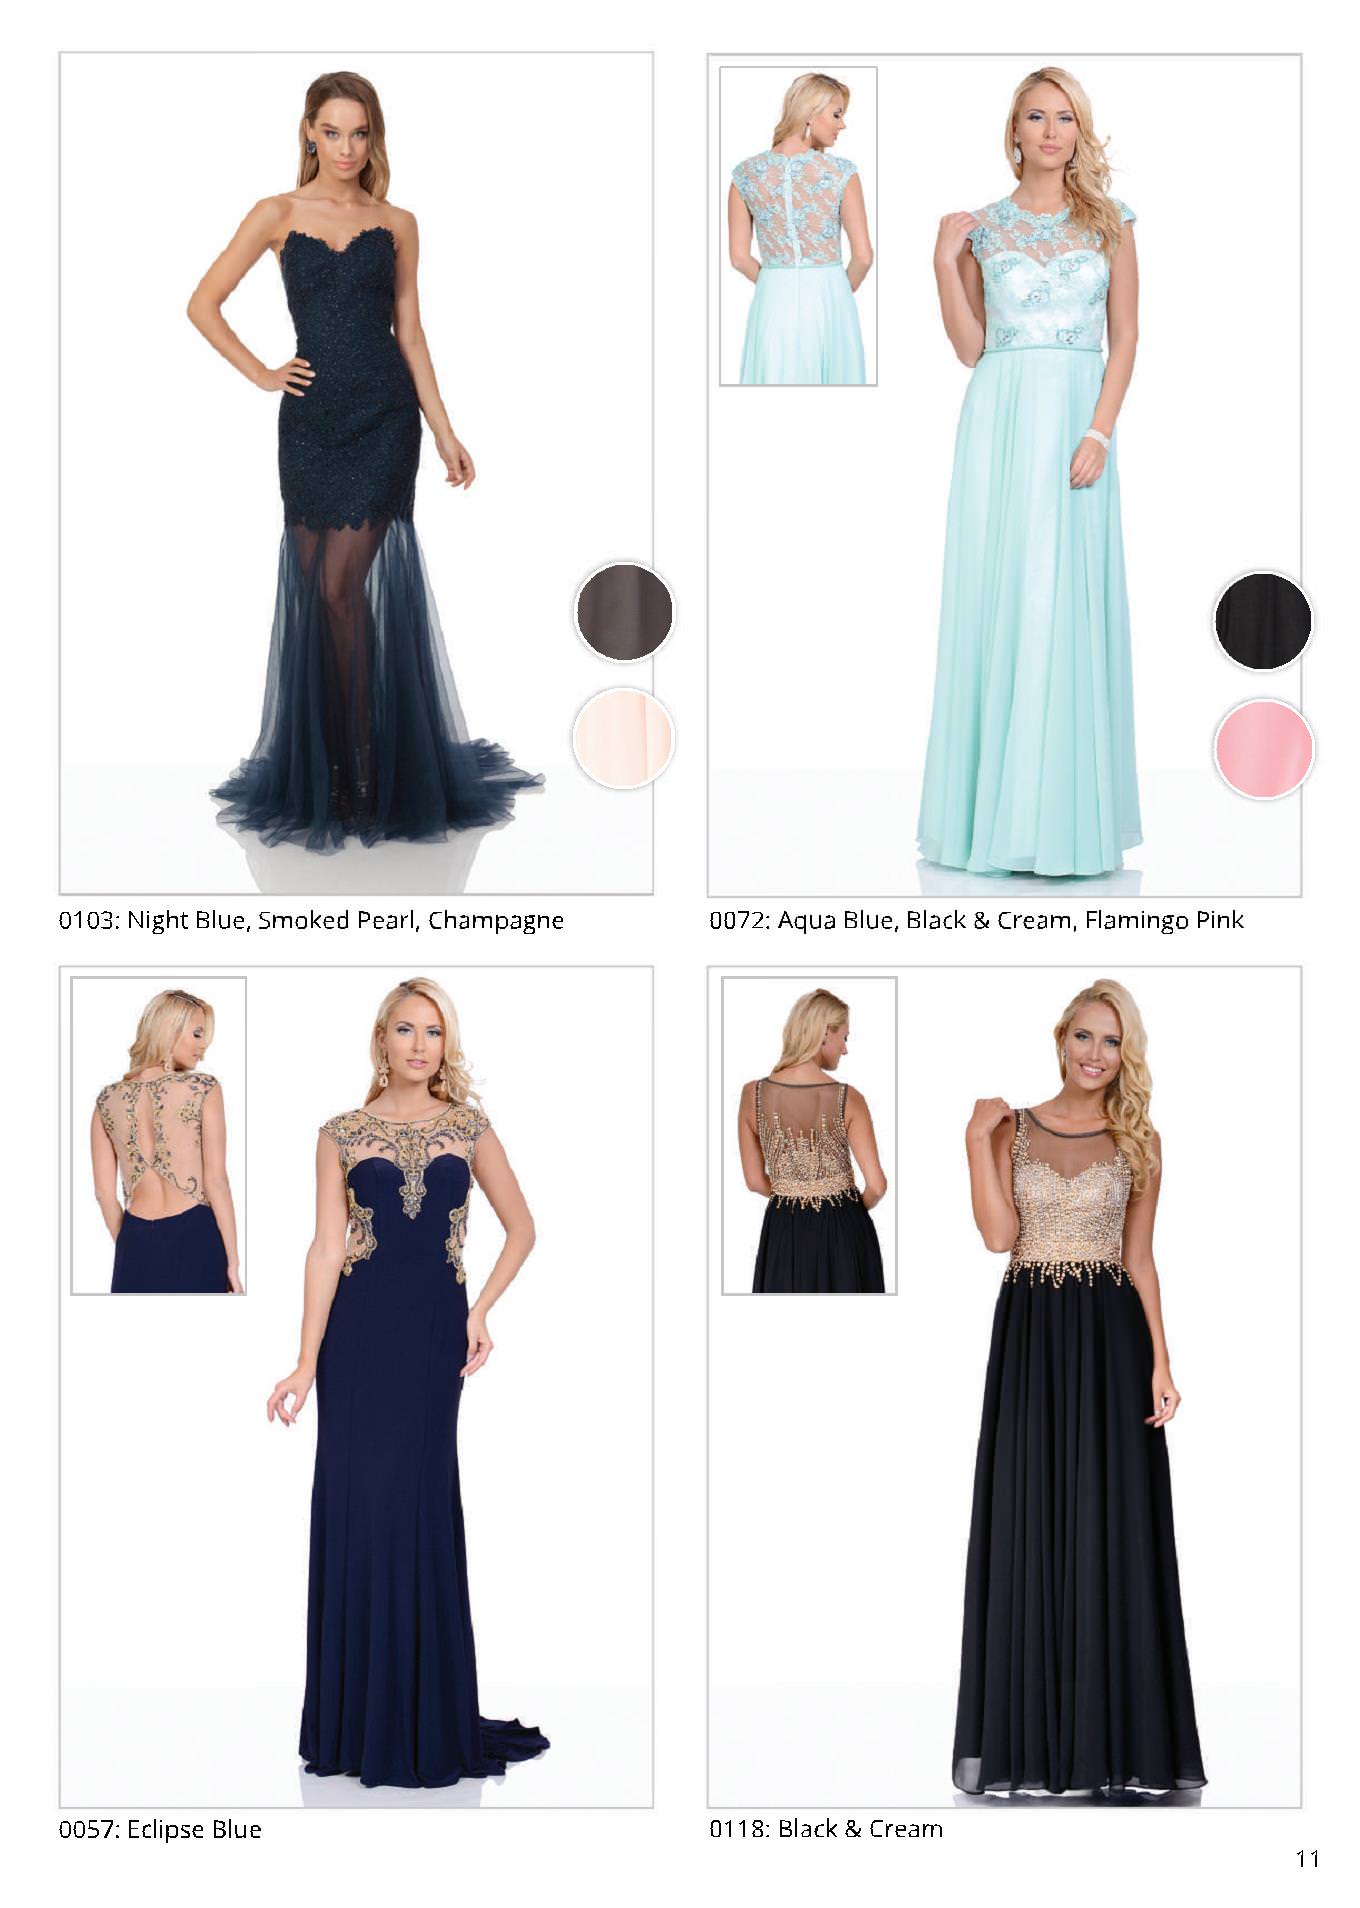 0103: Night Blue, Smoked Pearl, Champagne
0072: Aqua Blue, Black & Cream, Flamingo Pink
0057: Eclipse Blue
0118: Black & Cream
11